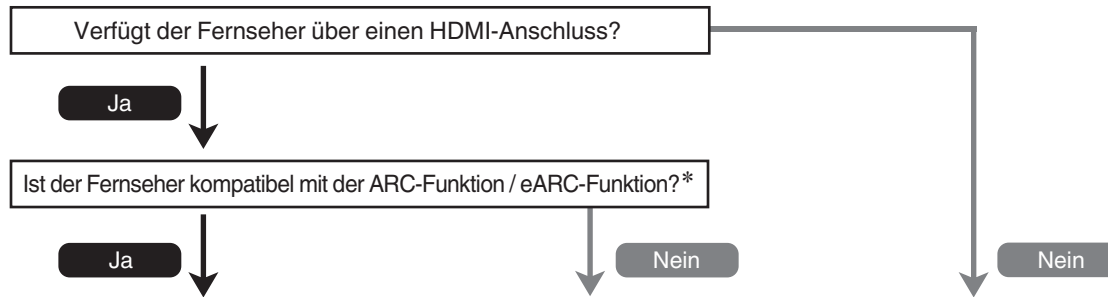 Verfügt der Fernseher über einen HDMI-Anschluss?
Ja
Ist der Fernseher kompatibel mit der ARC-Funktion / eARC-Funktion?*
Ja
Nein
Nein